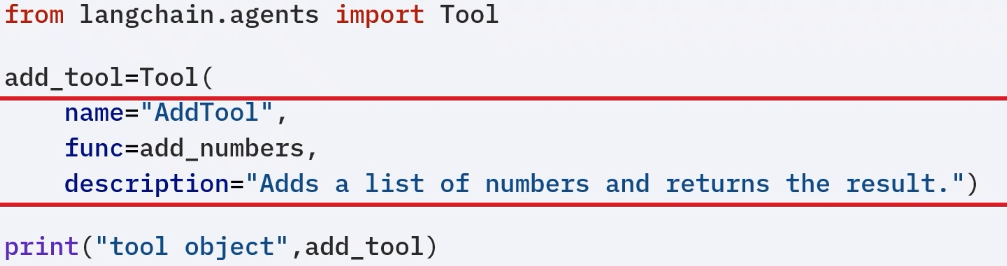 from langchain.agents import Tool
add_tool=Tool(
    name="AddTool",
    func=add_numbers,
    description="Adds a list of numbers and returns the result.")
print("tool object",add_tool)